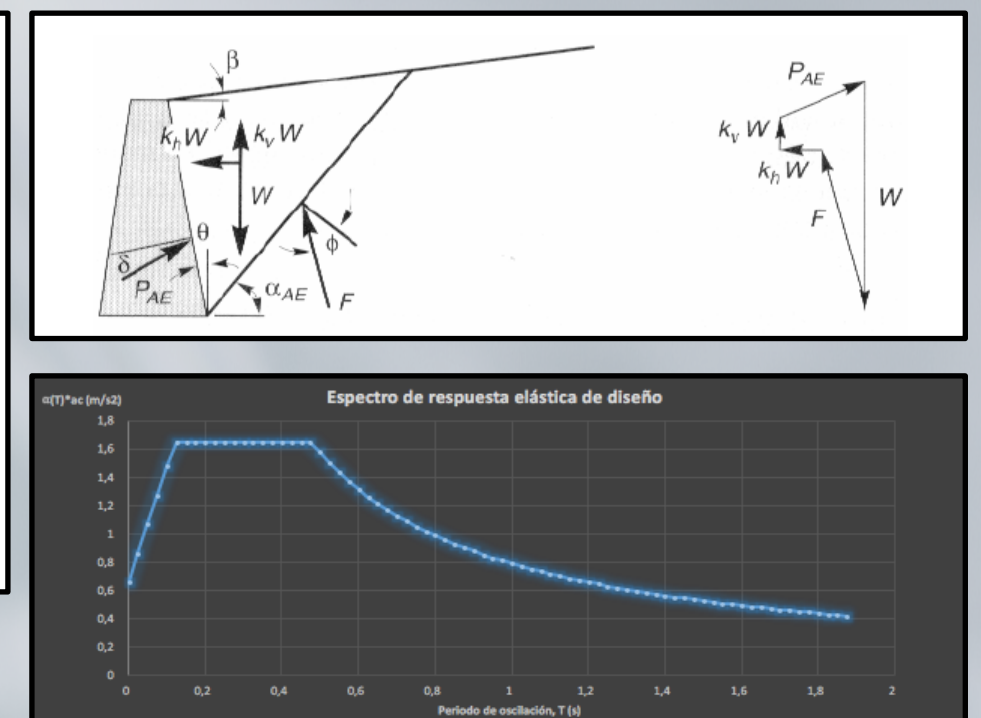 β
k_h W
k_v W
W
θ
δ
P_AE
α_AE
ϕ
F
P_AE
k_v W
k_h W
F
W
Espectro de respuesta elástica de diseño
α(T)*ac (m/s2)
1,8
1,6
1,4
1,2
1
0,8
0,6
0,4
0,2
0
0 0,2 0,4 0,6 0,8 1 1,2 1,4 1,6 1,8 2
Periodo de oscilación, T (s)